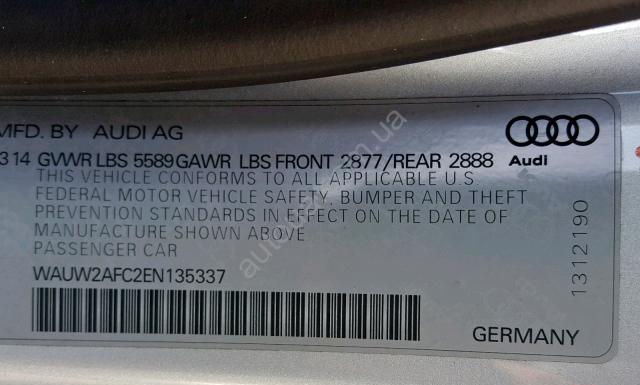 MFD. BY AUDI AG
314 GVWR LBS 5589 GAWR LBS FRONT 2877/REAR 2888
THIS VEHICLE CONFORMS TO ALL APPLICABLE U.S.
FEDERAL MOTOR VEHICLE SAFETY, BUMPER AND THEFT
PREVENTION STANDARDS IN EFFECT ON THE DATE OF
MANUFACTURE SHOWN ABOVE
PASSENGER CAR
WAUW2AFC2EN135337
Audi
1312190
GERMANY